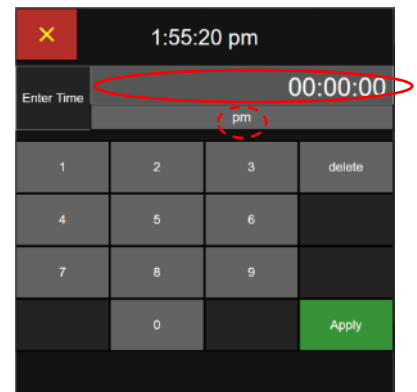 × 1:55:20 pm
Enter Time 00:00:00
pm
1 2 3 delete
4 5 6
7 8 9
0 Apply